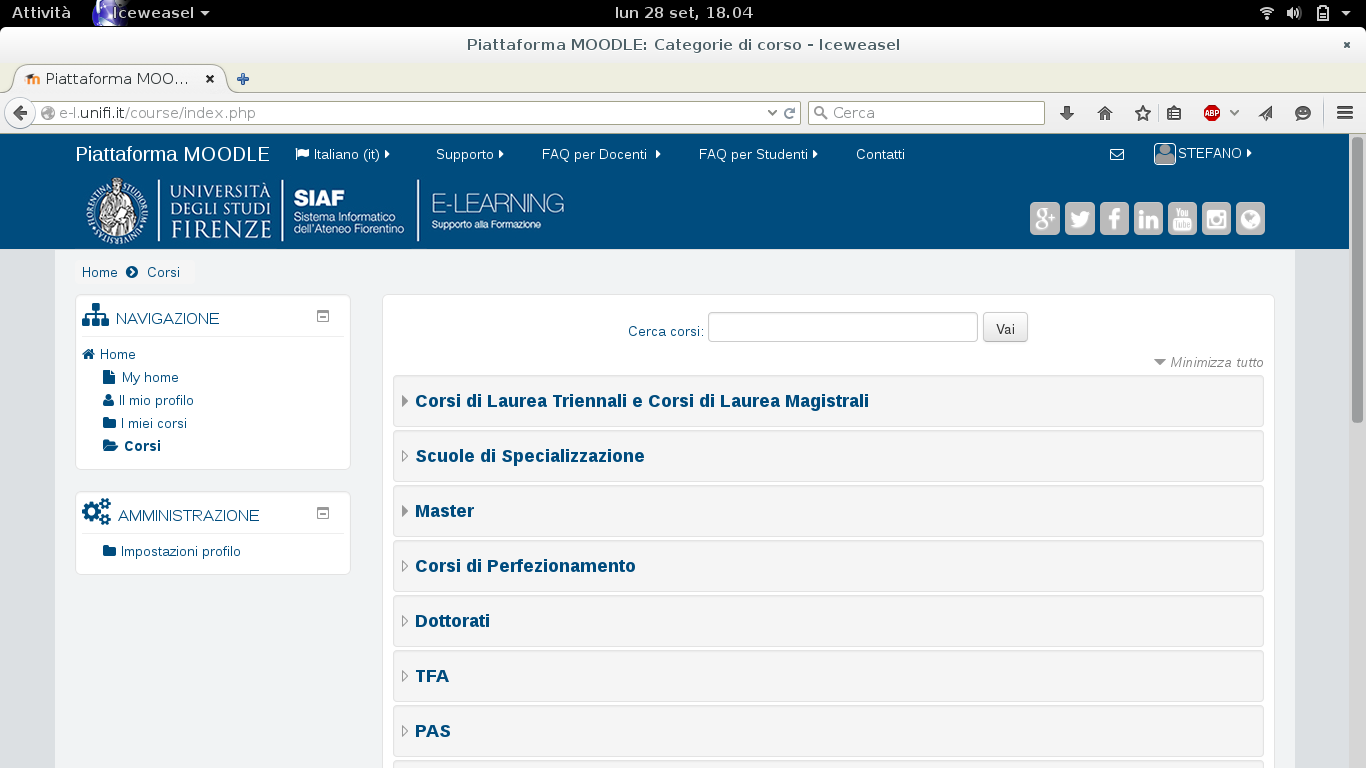 Attività Iceweasel lun 28 set, 18.04
Piattaforma MOODLE: Categorie di corso - Iceweasel
Piattaforma MOO...
e-l.unifi.it/course/index.php Cerca ABP
Piattaforma MOODLE Italiano (it) Supporto FAQ per Docenti FAQ per Studenti Contatti STEFANO
UNIVERSITÀ
DEGLI STUDI
FIRENZE
SIAF
Sistema Informatico
dell'Ateneo Fiorentino
E-LEARNING
Supporto alla Formazione
g+ f in You Tube
Home Corsi
NAVIGAZIONE
Home
My home
Il mio profilo
I miei corsi
Corsi
AMMINISTRAZIONE
Impostazioni profilo
Cerca corsi: Vai
Minimizza tutto
Corsi di Laurea Triennali e Corsi di Laurea Magistrali
Scuole di Specializzazione
Master
Corsi di Perfezionamento
Dottorati
TFA
PAS